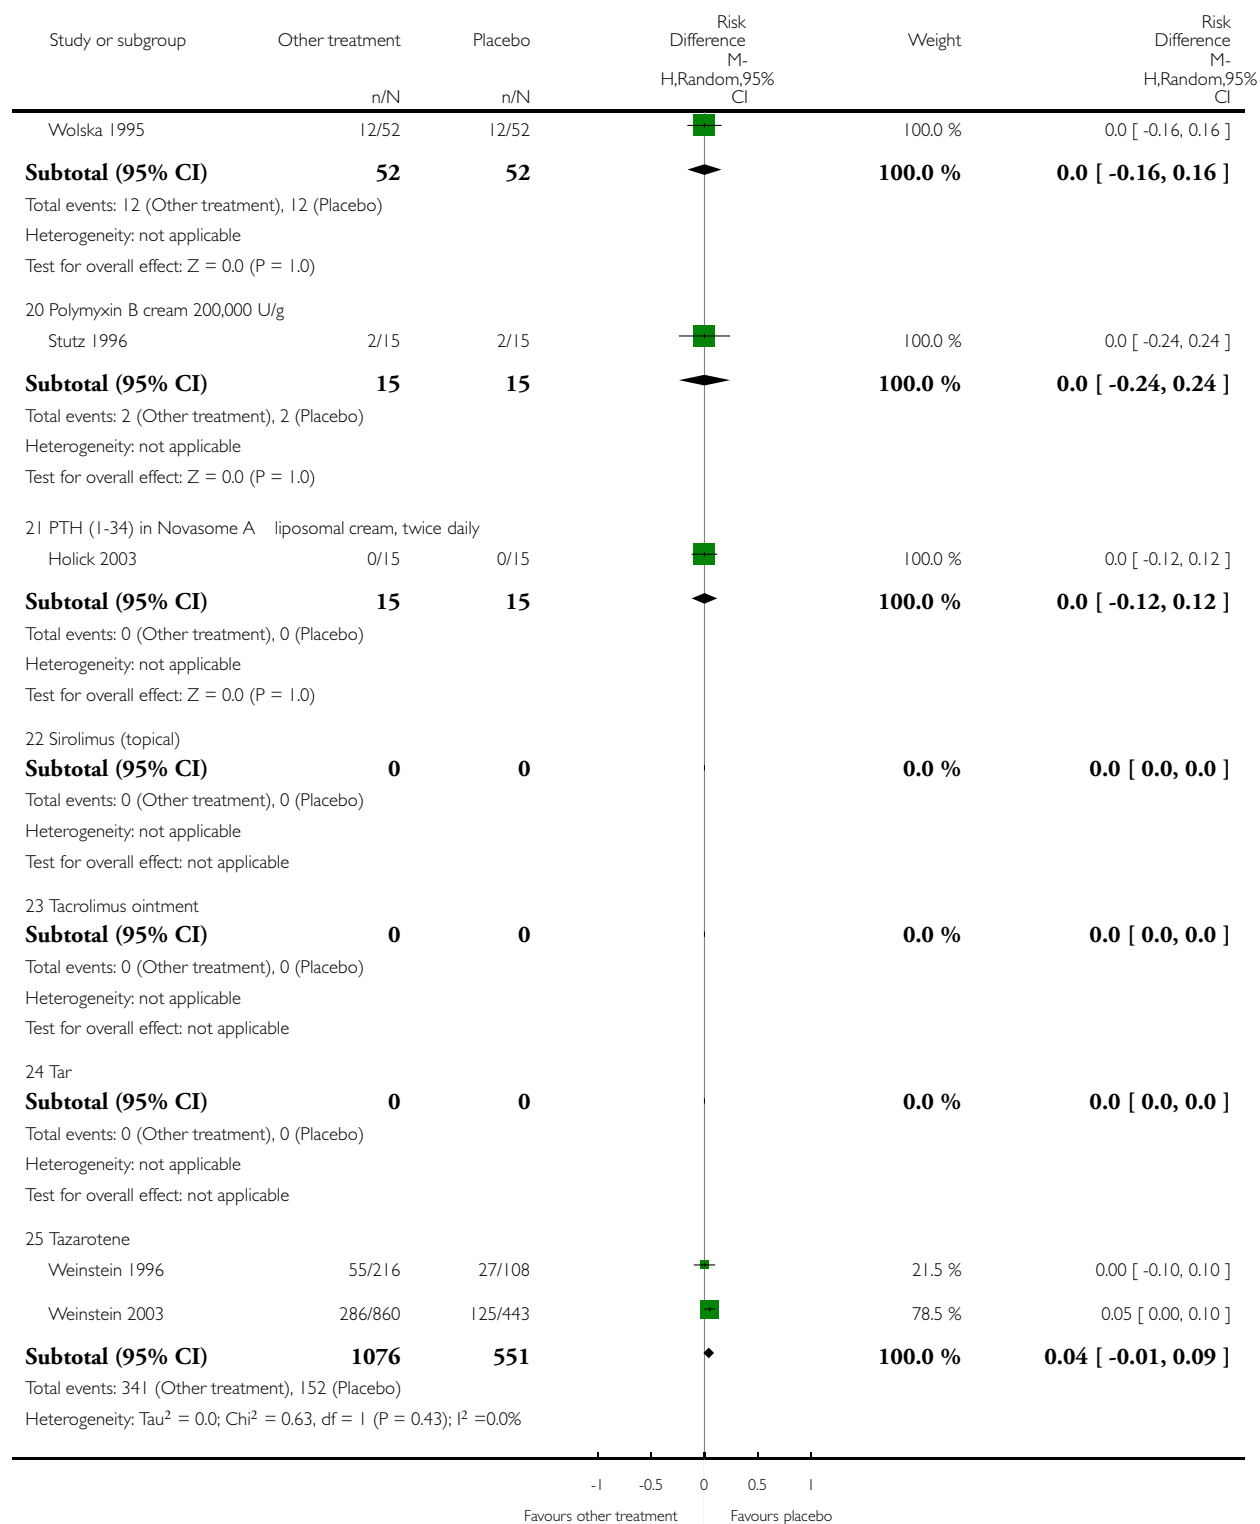 Study or subgroup Other treatment Placebo Risk Difference Weight Risk Difference
M-H,Random,95% CI M-H,Random,95% CI
n/N n/N
Wolska 1995 12/52 12/52 100.0 % 0.0 [ -0.16, 0.16 ]
Subtotal (95% CI) 52 52 100.0 % 0.0 [ -0.16, 0.16 ]
Total events: 12 (Other treatment), 12 (Placebo)
Heterogeneity: not applicable
Test for overall effect: Z = 0.0 (P = 1.0)
20 Polymyxin B cream 200,000 U/g
Stutz 1996 2/15 2/15 100.0 % 0.0 [ -0.24, 0.24 ]
Subtotal (95% CI) 15 15 100.0 % 0.0 [ -0.24, 0.24 ]
Total events: 2 (Other treatment), 2 (Placebo)
Heterogeneity: not applicable
Test for overall effect: Z = 0.0 (P = 1.0)
21 PTH (1-34) in Novasome A liposomal cream, twice daily
Holick 2003 0/15 0/15 100.0 % 0.0 [ -0.12, 0.12 ]
Subtotal (95% CI) 15 15 100.0 % 0.0 [ -0.12, 0.12 ]
Total events: 0 (Other treatment), 0 (Placebo)
Heterogeneity: not applicable
Test for overall effect: Z = 0.0 (P = 1.0)
22 Sirolimus (topical)
Subtotal (95% CI) 0 0 0.0 % 0.0 [ 0.0, 0.0 ]
Total events: 0 (Other treatment), 0 (Placebo)
Heterogeneity: not applicable
Test for overall effect: not applicable
23 Tacrolimus ointment
Subtotal (95% CI) 0 0 0.0 % 0.0 [ 0.0, 0.0 ]
Total events: 0 (Other treatment), 0 (Placebo)
Heterogeneity: not applicable
Test for overall effect: not applicable
24 Tar
Subtotal (95% CI) 0 0 0.0 % 0.0 [ 0.0, 0.0 ]
Total events: 0 (Other treatment), 0 (Placebo)
Heterogeneity: not applicable
Test for overall effect: not applicable
25 Tazarotene
Weinstein 1996 55/216 27/108 21.5 % 0.00 [ -0.10, 0.10 ]
Weinstein 2003 286/860 125/443 78.5 % 0.05 [ 0.00, 0.10 ]
Subtotal (95% CI) 1076 551 100.0 % 0.04 [ -0.01, 0.09 ]
Total events: 341 (Other treatment), 152 (Placebo)
Heterogeneity: Tau² = 0.0; Chi² = 0.63, df = 1 (P = 0.43); I² =0.0%
-1 -0.5 0 0.5 1
Favours other treatment Favours placebo